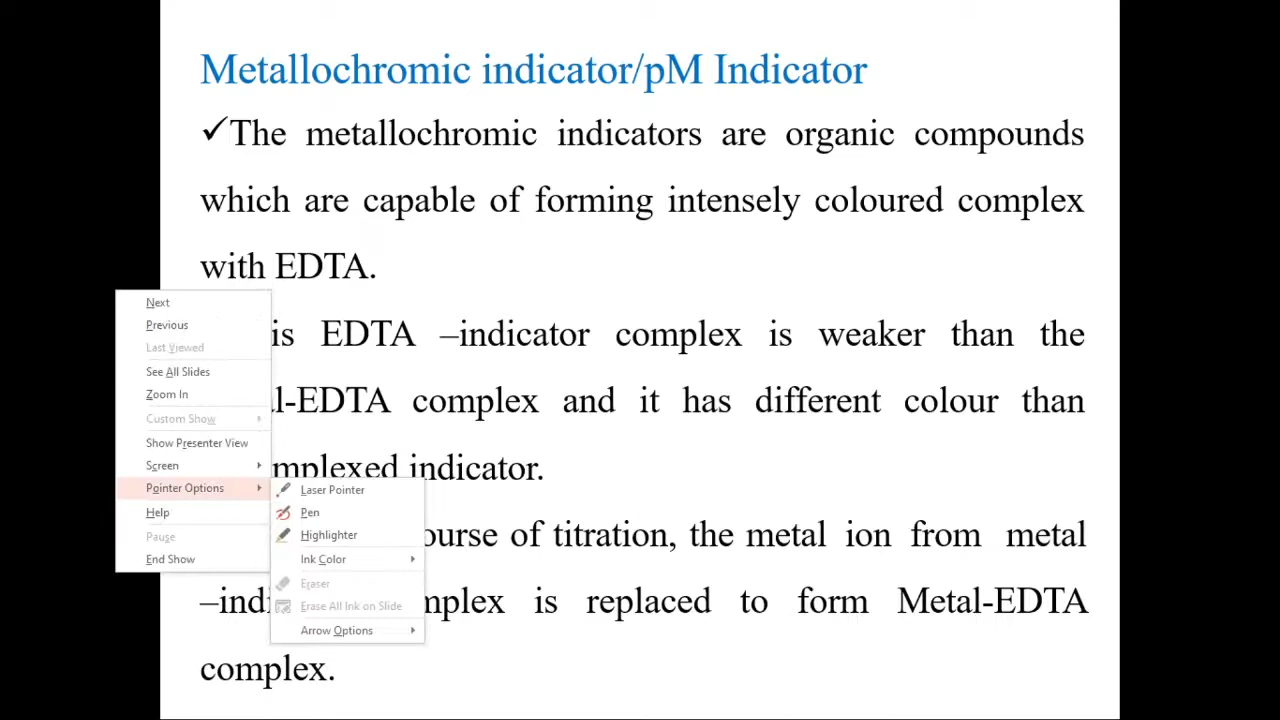 Metallochromic indicator/pM Indicator
✓The metallochromic indicators are organic compounds
which are capable of forming intensely coloured complex
with EDTA.
is EDTA –indicator complex is weaker than the
al-EDTA complex and it has different colour than
mplexed indicator.
ourse of titration, the metal ion from metal
–indi mplex is replaced to form Metal-EDTA
complex.
Next
Previous
Last Viewed
See All Slides
Zoom In
Custom Show
Show Presenter View
Screen
Pointer Options
Help
Pause
End Show
Laser Pointer
Pen
Highlighter
Ink Color
Eraser
Erase All Ink on Slide
Arrow Options